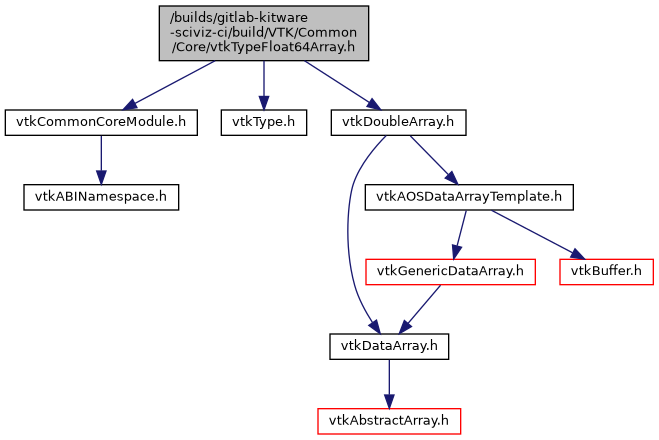 /builds/gitlab-kitware
-sciviz-ci/build/VTK/Common
/Core/vtkTypeFloat64Array.h
vtkCommonCoreModule.h
vtkType.h
vtkDoubleArray.h
vtkABINamespace.h
vtkAOSDataArrayTemplate.h
vtkGenericDataArray.h
vtkBuffer.h
vtkDataArray.h
vtkAbstractArray.h